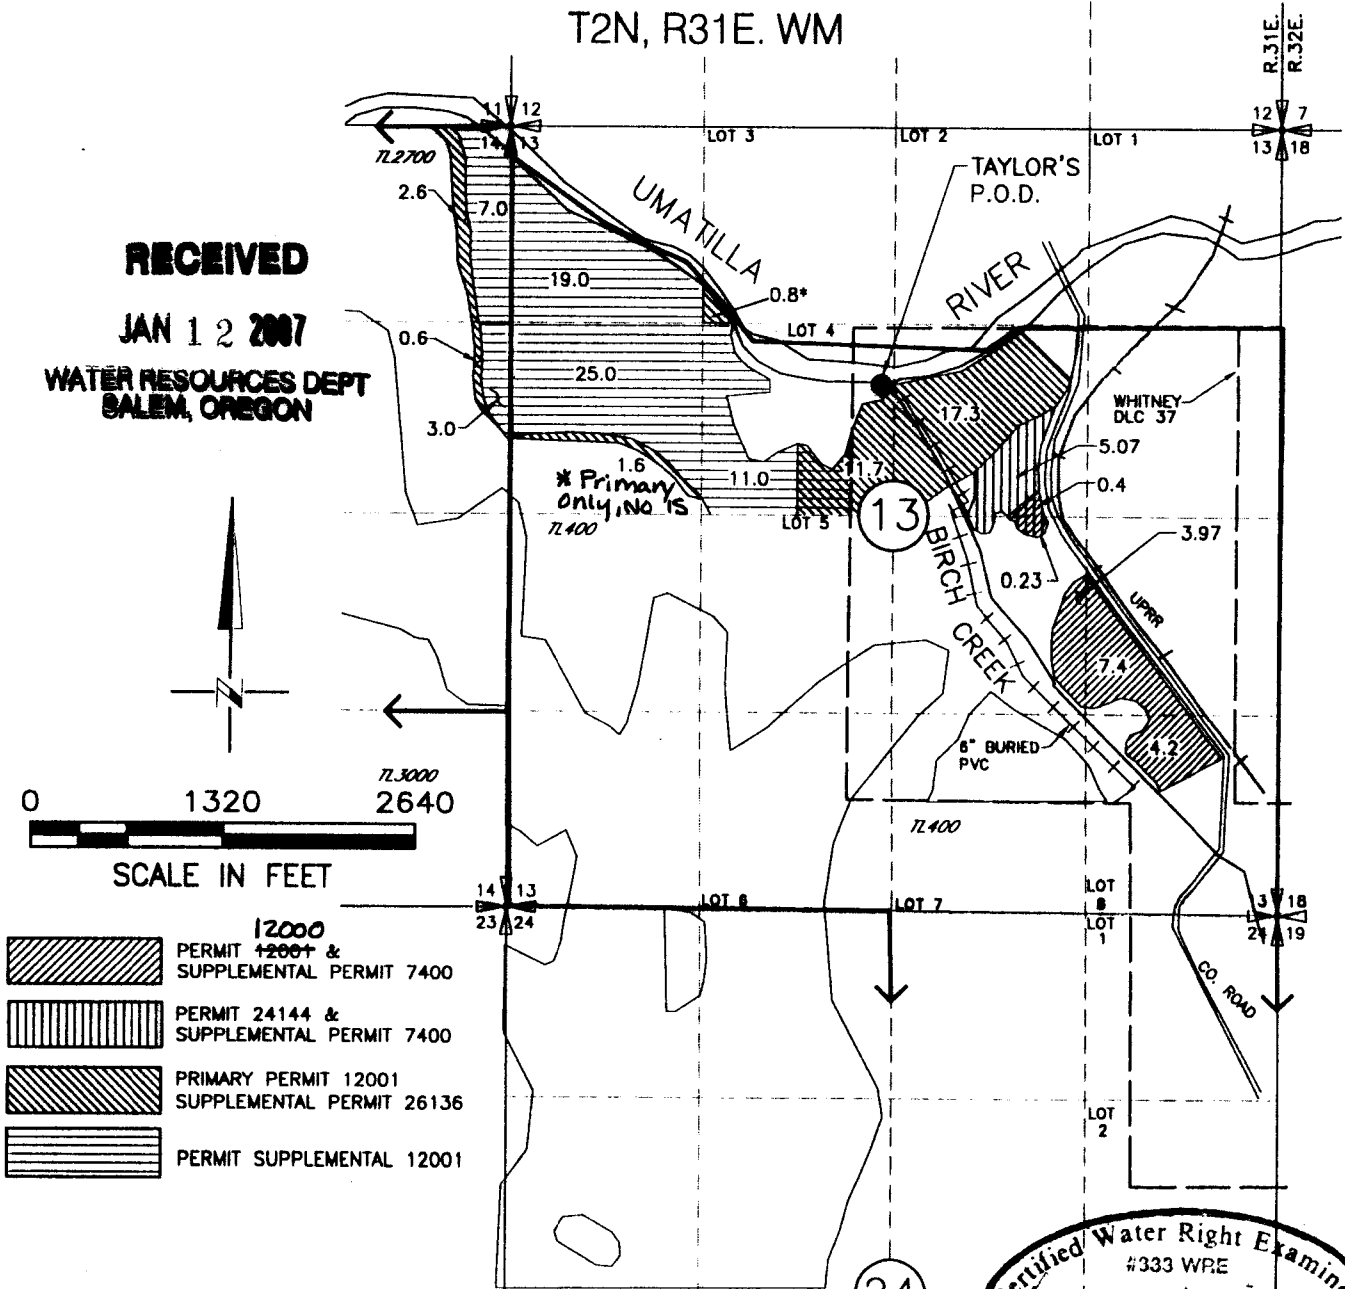 T2N, R31E. WM
R.31E.
R.32E.
11 12
14 13
12 7
13 18
LOT 3
LOT 2
LOT 1
TL2700
TAYLOR'S
P.O.D.
2.6
7.0
UMATILLA
RIVER
RECEIVED
JAN 12 2007
WATER RESOURCES DEPT
SALEM, OREGON
19.0
0.8*
LOT 4
0.6
25.0
WHITNEY
DLC 37
17.3
3.0
5.07
1.6
11.0
1.7
0.4
* Primary
only, No IS
TL400
LOT 5
13
3.97
BIRCH CREEK
0.23
UPRR
7.4
4.2
6" BURIED
PVC
TL3000
0 1320 2640
SCALE IN FEET
TL400
14 13
23 24
LOT 6
LOT 7
LOT
8
LOT
1
3 18
24 19
12000
PERMIT 12001 &
SUPPLEMENTAL PERMIT 7400
PERMIT 24144 &
SUPPLEMENTAL PERMIT 7400
PRIMARY PERMIT 12001
SUPPLEMENTAL PERMIT 26136
PERMIT SUPPLEMENTAL 12001
CO. ROAD
LOT
2
24
ertified Water Right Examin
#333 WRE